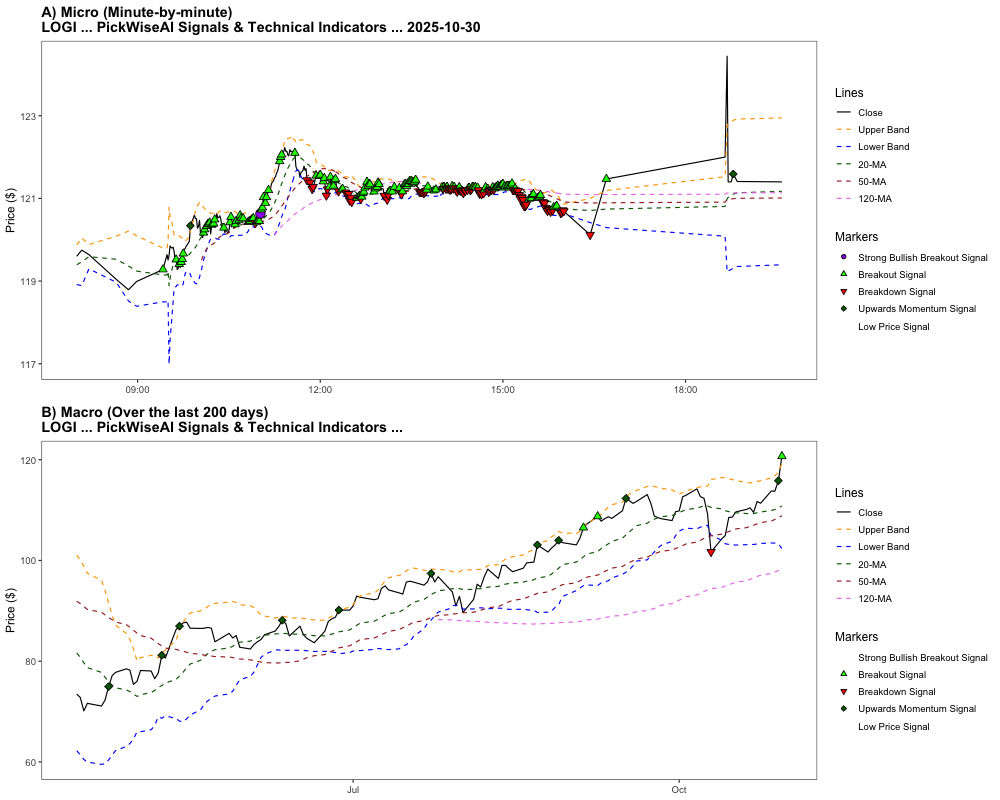 A) Micro (Minute-by-minute)
LOGI ... PickWiseAI Signals & Technical Indicators ... 2025-10-30
Price ($)
123
121
119
117
09:00
12:00
15:00
18:00
Lines
Close
Upper Band
Lower Band
20-MA
50-MA
120-MA
Markers
Strong Bullish Breakout Signal
Breakout Signal
Breakdown Signal
Upwards Momentum Signal
Low Price Signal
B) Macro (Over the last 200 days)
LOGI ... PickWiseAI Signals & Technical Indicators ...
Price ($)
120
100
80
60
Jul
Oct
Lines
Close
Upper Band
Lower Band
20-MA
50-MA
120-MA
Markers
Strong Bullish Breakout Signal
Breakout Signal
Breakdown Signal
Upwards Momentum Signal
Low Price Signal